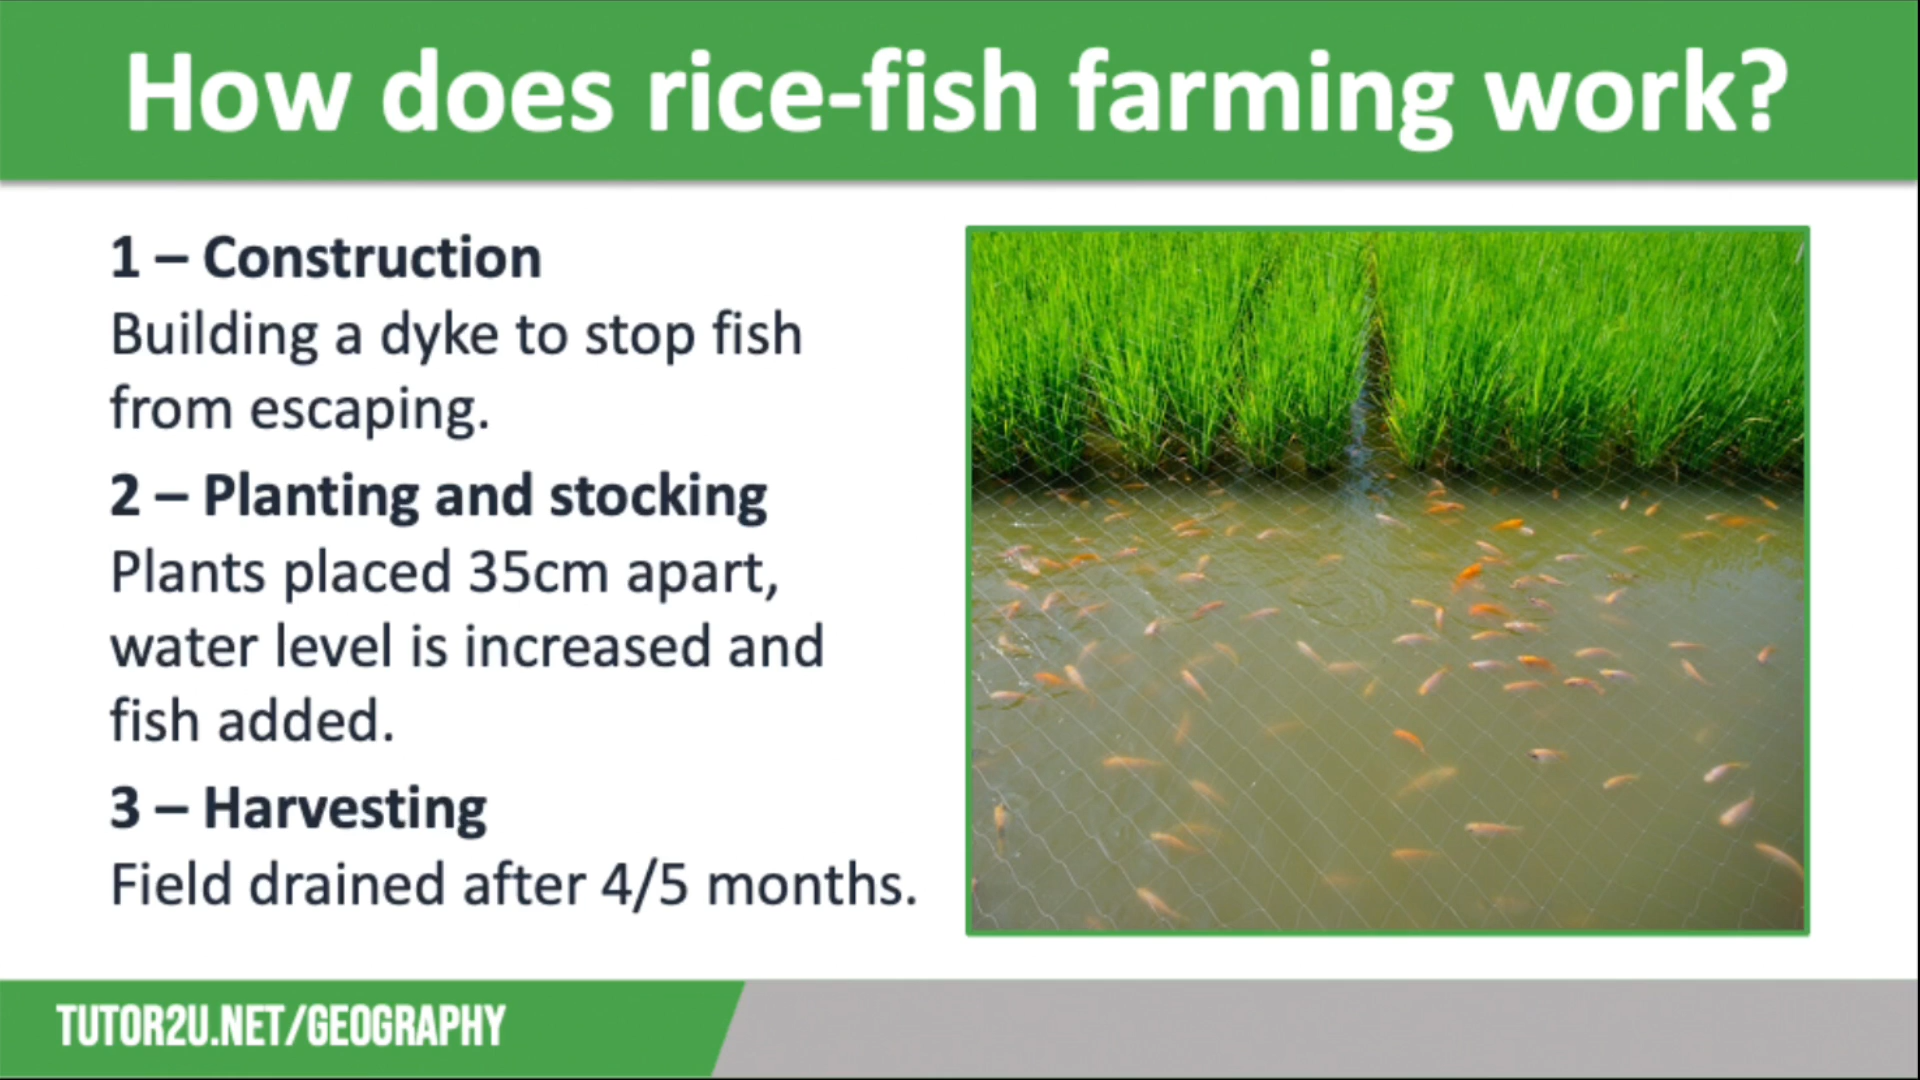 How does rice-fish farming work?
1 – Construction
Building a dyke to stop fish
from escaping.
2 – Planting and stocking
Plants placed 35cm apart,
water level is increased and
fish added.
3 – Harvesting
Field drained after 4/5 months.
TUTOR2U.NET/GEOGRAPHY